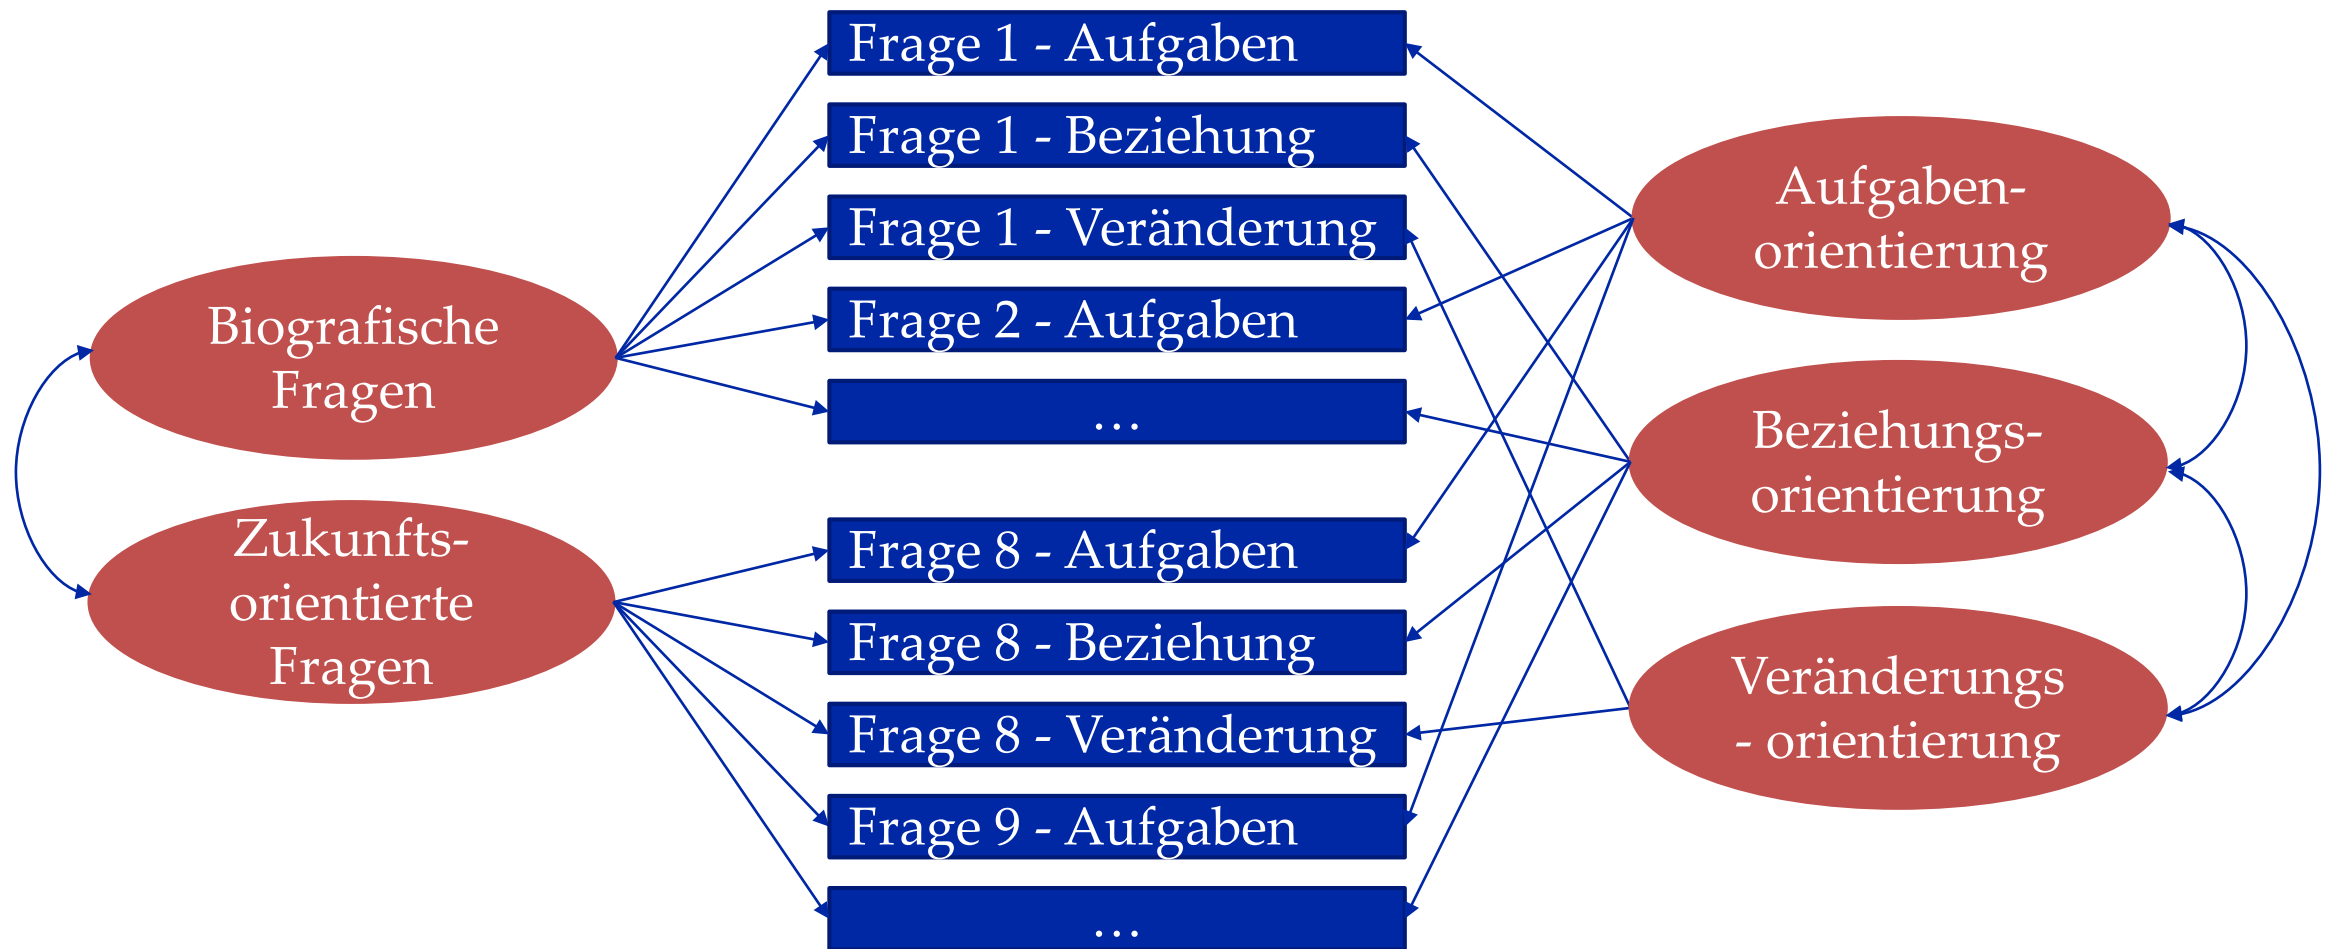 Frage 1 - Aufgaben
Frage 1 - Beziehung
Frage 1 - Veränderung
Frage 2 - Aufgaben
...
Frage 8 - Aufgaben
Frage 8 - Beziehung
Frage 8 - Veränderung
Frage 9 - Aufgaben
...
Biografische
Fragen
Zukunfts-
orientierte
Fragen
Aufgaben-
orientierung
Beziehungs-
orientierung
Veränderungs
- orientierung